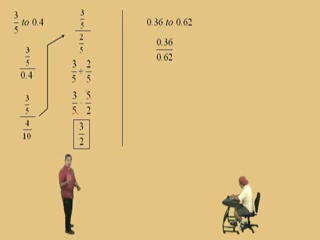 3/5 to 0.4
3/5 / 0.4
3/5 / 4/10
3/5 / 2/5
3/5 ÷ 2/5
3/5 · 5/2
3/2
0.36 to 0.62
0.36 / 0.62